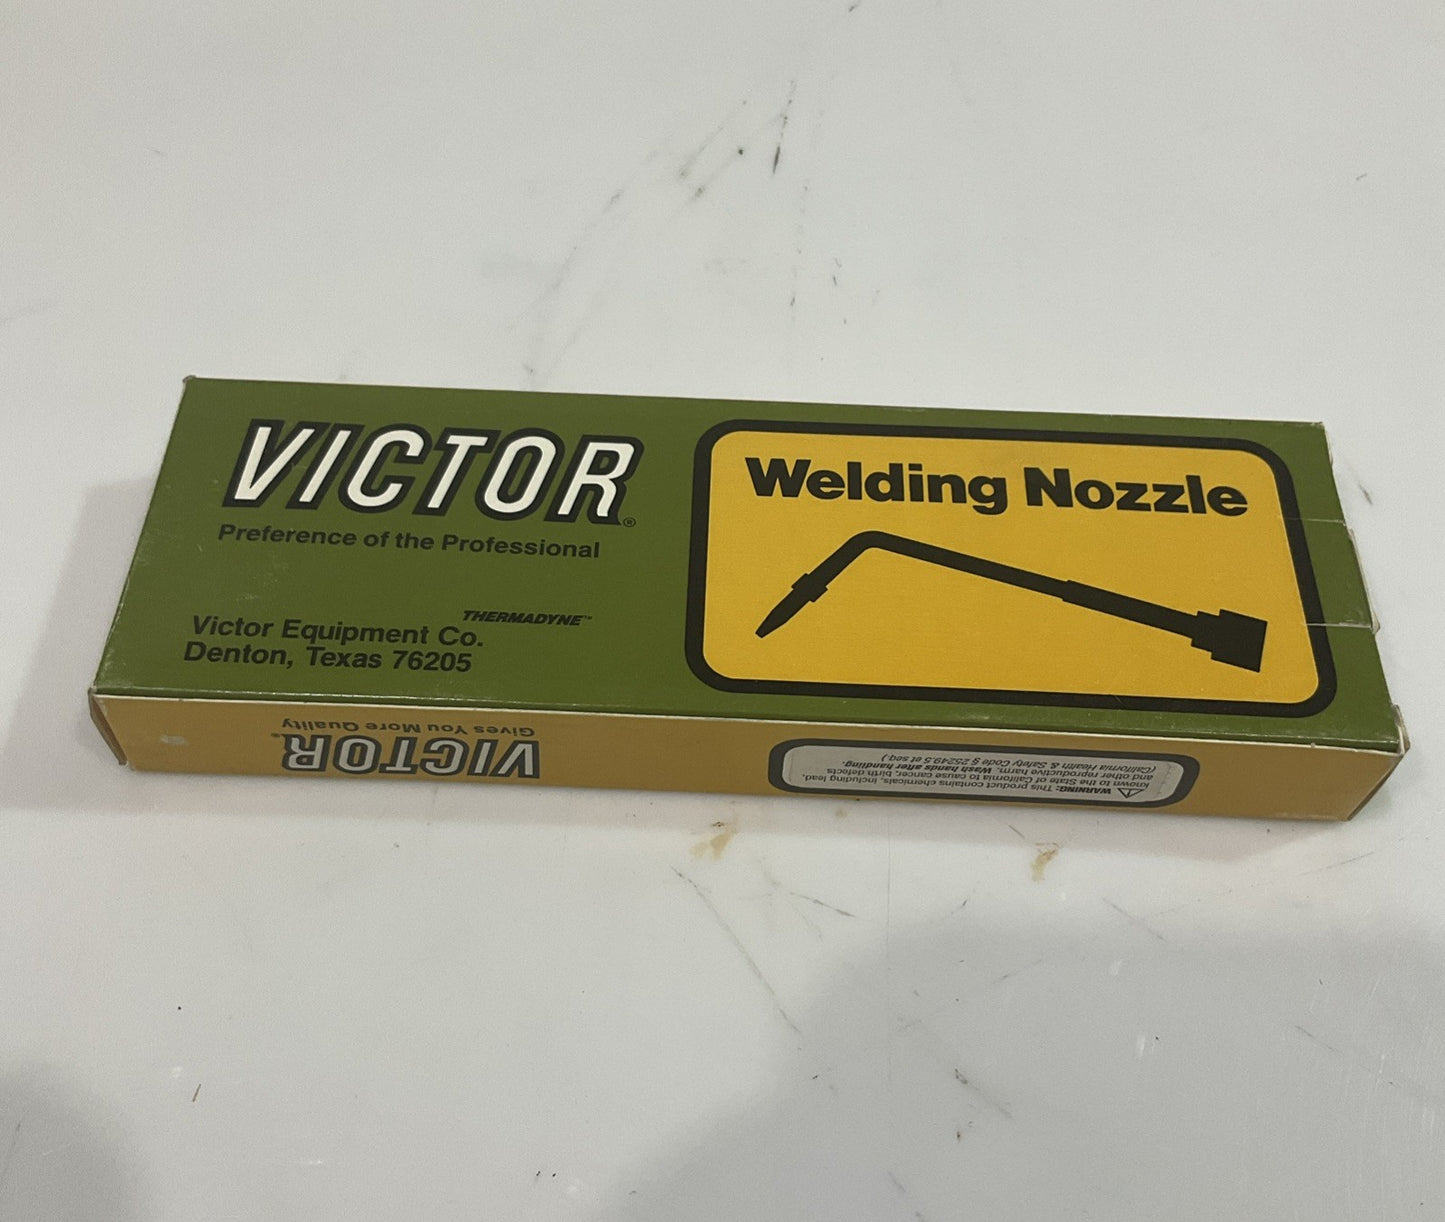 VICTOR®
Preference of the Professional
THERMADYNE™
Victor Equipment Co.
Denton, Texas 76205
Welding Nozzle
VICTOR®
Gives You More Quality
⚠ WARNING: This product contains chemicals, including lead,
known to the State of California to cause cancer, birth defects
and other reproductive harm. Wash hands after handling.
(California Health & Safety Code § 25249.5 et seq.)